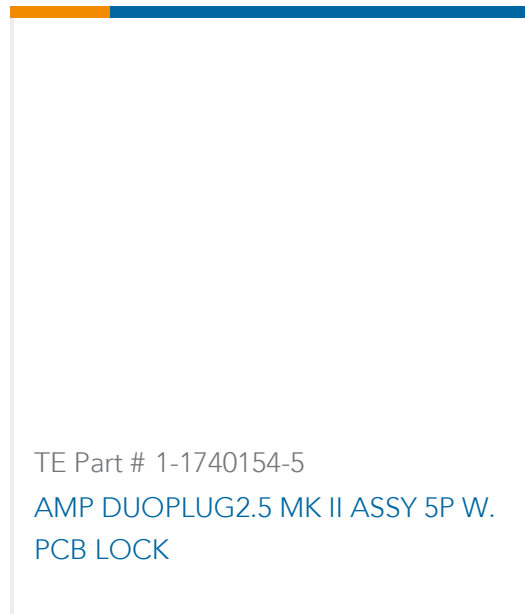 TE Part # 1-1740154-5
AMP DUOPLUG2.5 MK II ASSY 5P W.
PCB LOCK